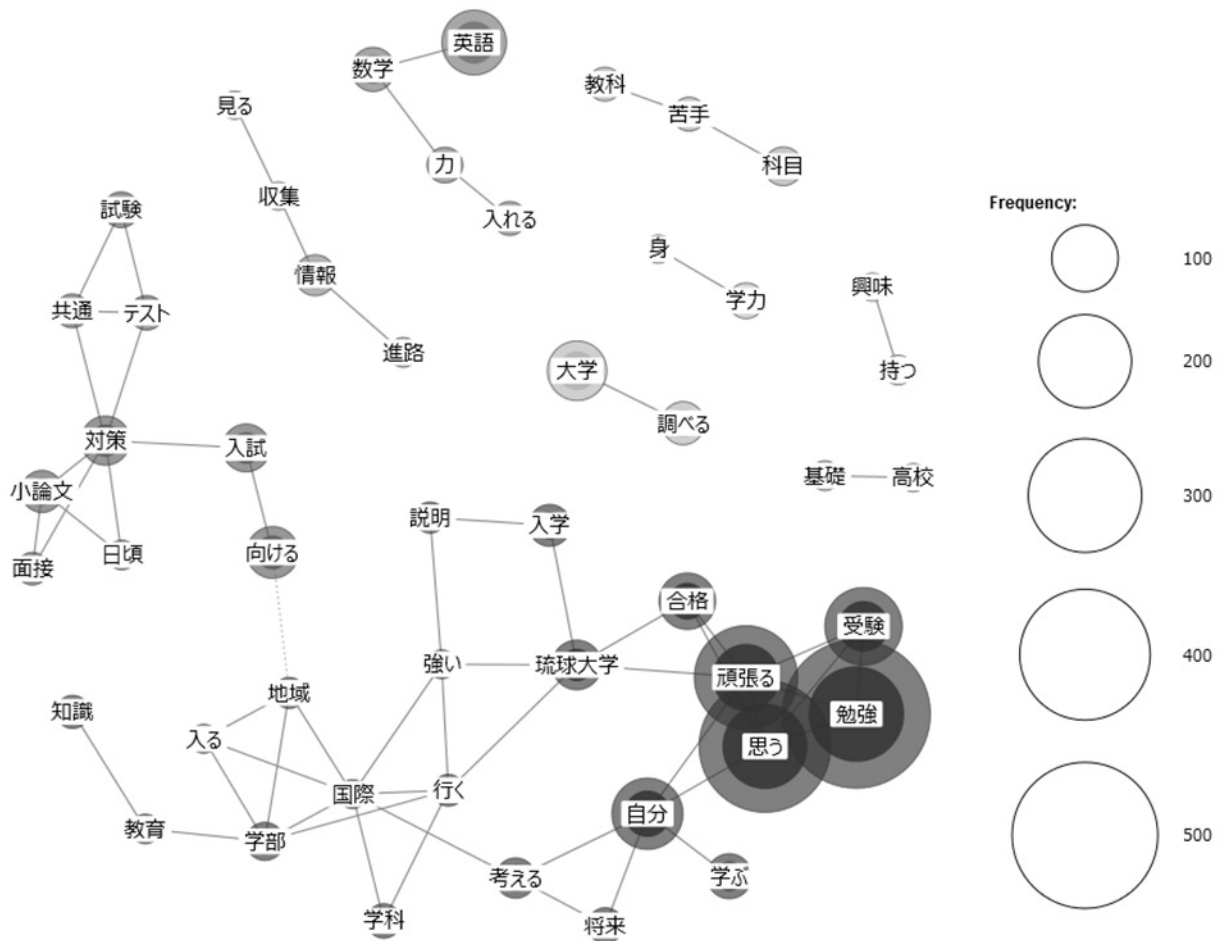 英語
数学
教科
見る
苦手
力
科目
収集
試験
入れる
身
情報
興味
学力
共通
テスト
進路
大学
持つ
調べる
対策
入試
基礎
高校
小論文
説明
入学
面接
日頃
向ける
合格
受験
強い
琉球大学
頑張る
地域
知識
勉強
入る
思う
国際
行く
自分
教育
学部
考える
学ぶ
学科
将来
Frequency:
100
200
300
400
500